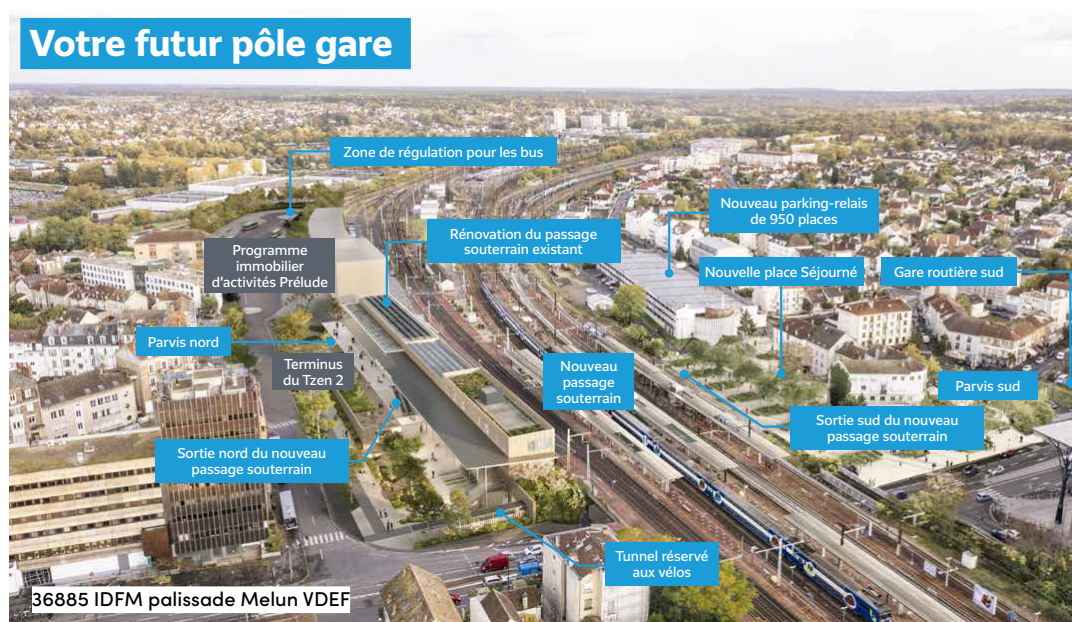 Votre futur pôle gare
Zone de régulation pour les bus
Programme
immobilier
d'activités Prélude
Rénovation du passage
souterrain existant
Nouveau parking-relais
de 950 places
Nouvelle place Séjourné
Gare routière sud
Parvis nord
Terminus
du Tzen 2
Nouveau
passage
souterrain
Parvis sud
Sortie sud du nouveau
passage souterrain
Sortie nord du nouveau
passage souterrain
Tunnel réservé
aux vélos
36885 IDFM palissade Melun VDEF